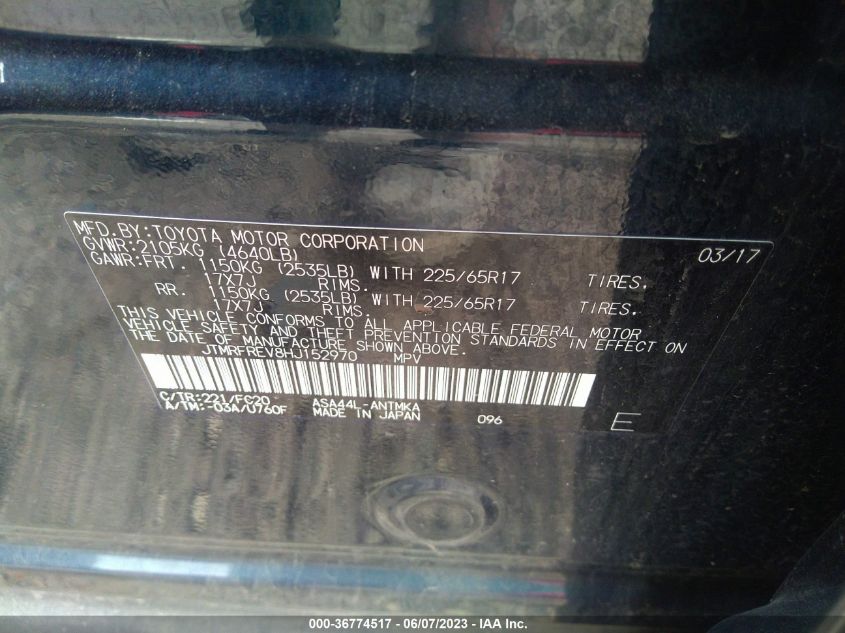 MFD.BY:TOYOTA MOTOR CORPORATION 03/17
GVWR:2105KG (4640LB)
GAWR:FRT. 1150KG (2535LB) WITH 225/65R17 TIRES,
17X7J RIMS.
RR. 1150KG (2535LB) WITH 225/65R17 TIRES,
17X7J RIMS.
THIS VEHICLE CONFORMS TO ALL APPLICABLE FEDERAL MOTOR
VEHICLE SAFETY AND THEFT PREVENTION STANDARDS IN EFFECT ON
THE DATE OF MANUFACTURE SHOWN ABOVE.
JTMRFREV8HJ152970 MPV
C/TR:221/FC20 ASA44L-ANTMKA
A/TM:-03A/U760F MADE IN JAPAN 096 E
000-36774517 - 06/07/2023 - IAA Inc.